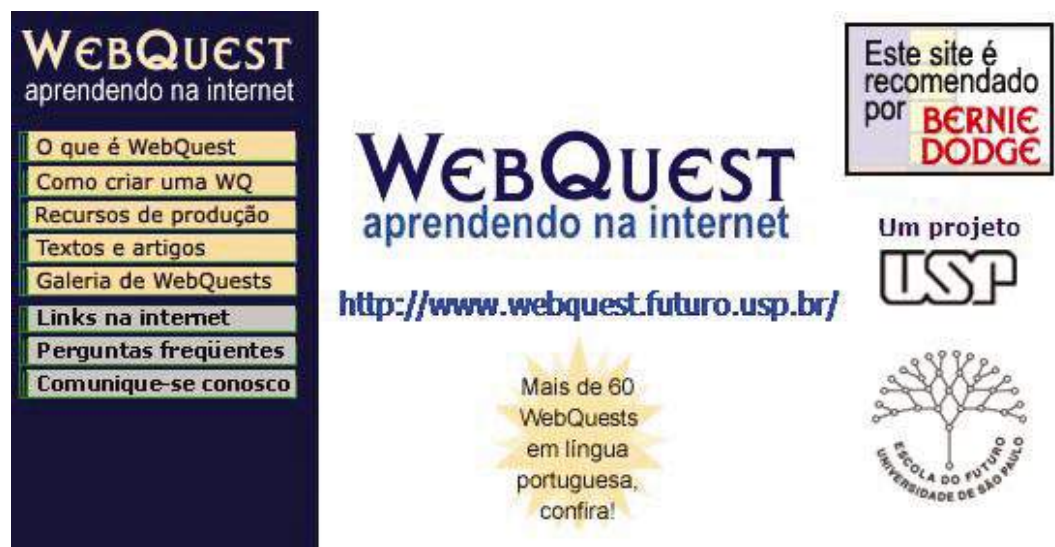 WEBQUEST
aprendendo na internet
O que é WebQuest
Como criar uma WQ
Recursos de produção
Textos e artigos
Galeria de WebQuests
Links na internet
Perguntas freqüentes
Comunique-se conosco
WEBQUEST
aprendendo na internet
http://www.webquest.futuro.usp.br/
Mais de 60
WebQuests
em língua
portuguesa,
confira!
Este site é
recomendado
por BERNIE
DODGE
Um projeto
USP
ESCOLA DO FUTURO
UNIVERSIDADE DE SÃO PAULO